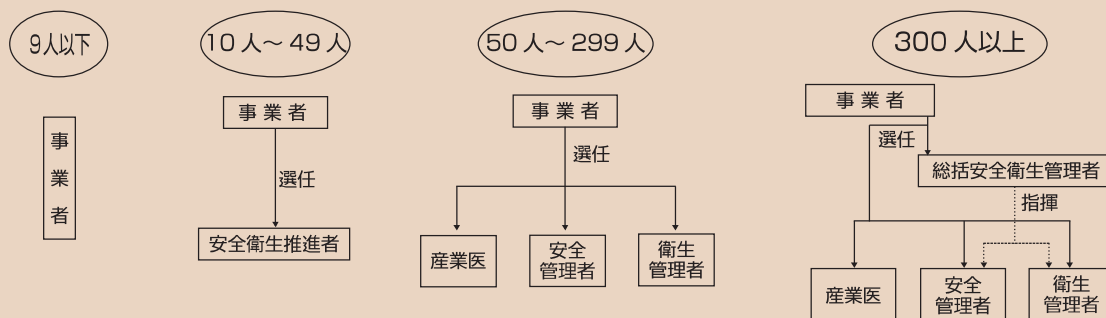 9人以下
事業者
10人〜49人
事業者
選任
安全衛生推進者
50人〜299人
事業者
選任
産業医
安全
管理者
衛生
管理者
300人以上
事業者
選任
総括安全衛生管理者
指揮
産業医
安全
管理者
衛生
管理者